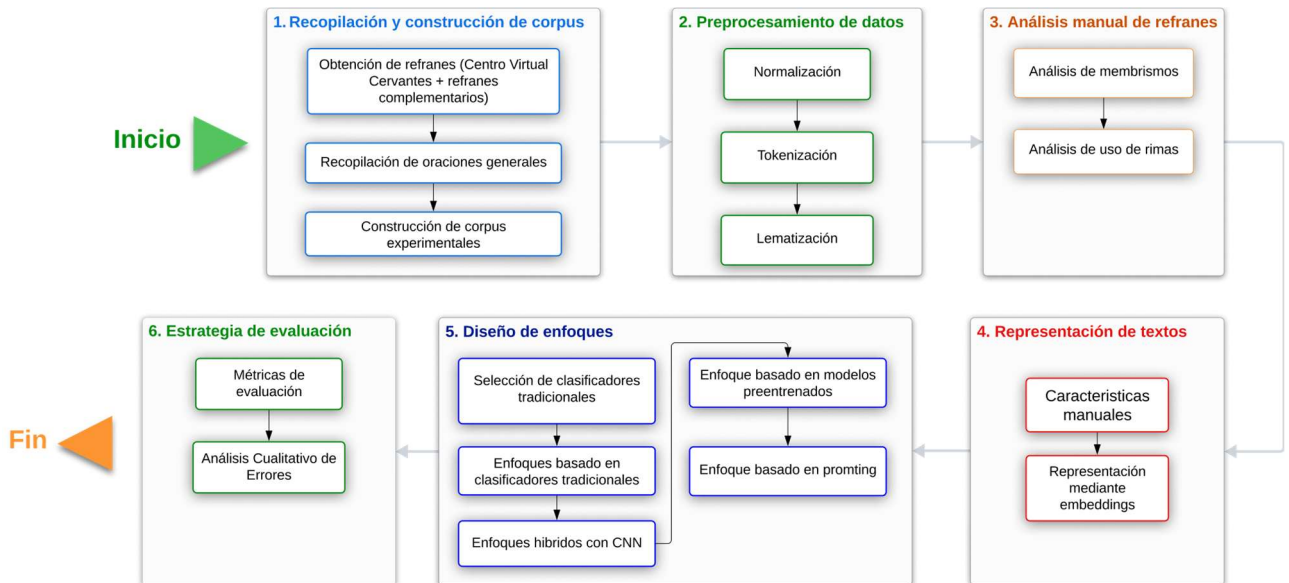 Inicio
1. Recopilación y construcción de corpus
Obtención de refranes (Centro Virtual
Cervantes + refranes
complementarios)
Recopilación de oraciones generales
Construcción de corpus
experimentales
2. Preprocesamiento de datos
Normalización
Tokenización
Lematización
3. Análisis manual de refranes
Análisis de membrismos
Análisis de uso de rimas
4. Representación de textos
Caracteristicas
manuales
Representación
mediante
embeddings
5. Diseño de enfoques
Selección de clasificadores
tradicionales
Enfoques basado en
clasificadores tradicionales
Enfoques hibridos con CNN
Enfoque basado en modelos
preentrenados
Enfoque basado en promting
6. Estrategia de evaluación
Métricas de
evaluación
Análisis Cualitativo de
Errores
Fin